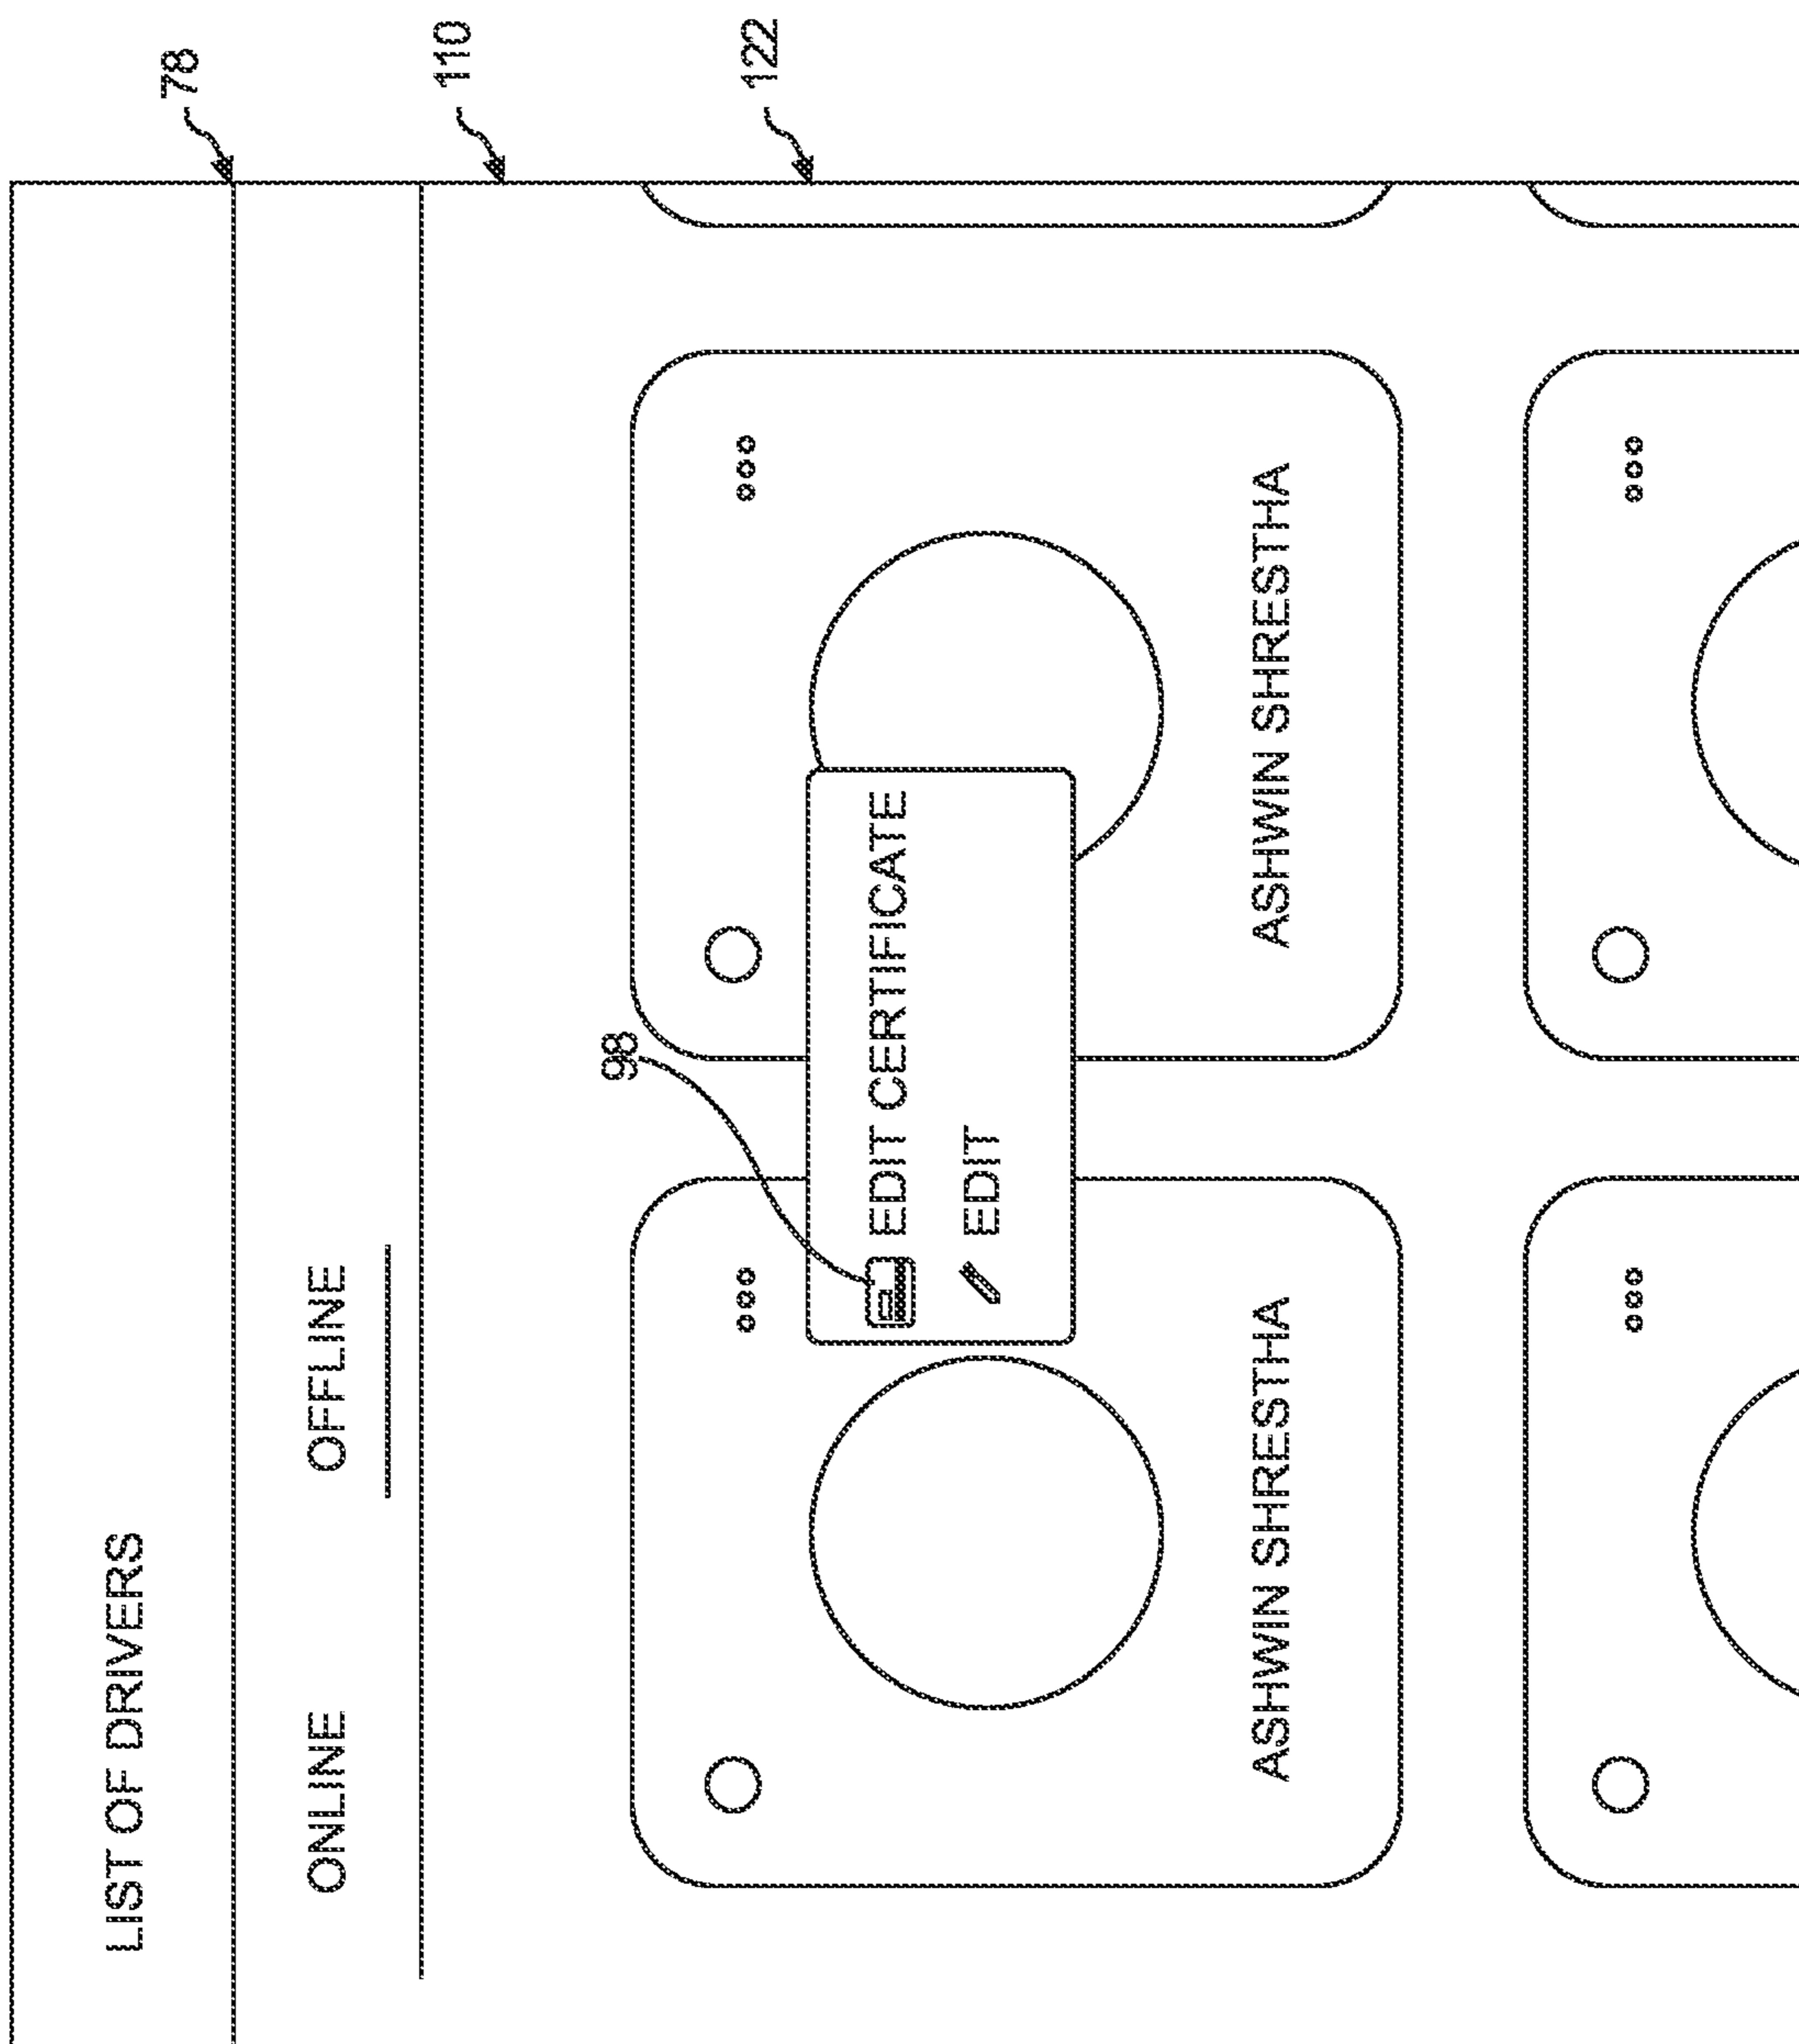 LIST OF DRIVERS
78
ONLINE OFFLINE
110
98
122
EDIT CERTIFICATE
EDIT
ASHWIN SHRESTHA ASHWIN SHRESTHA